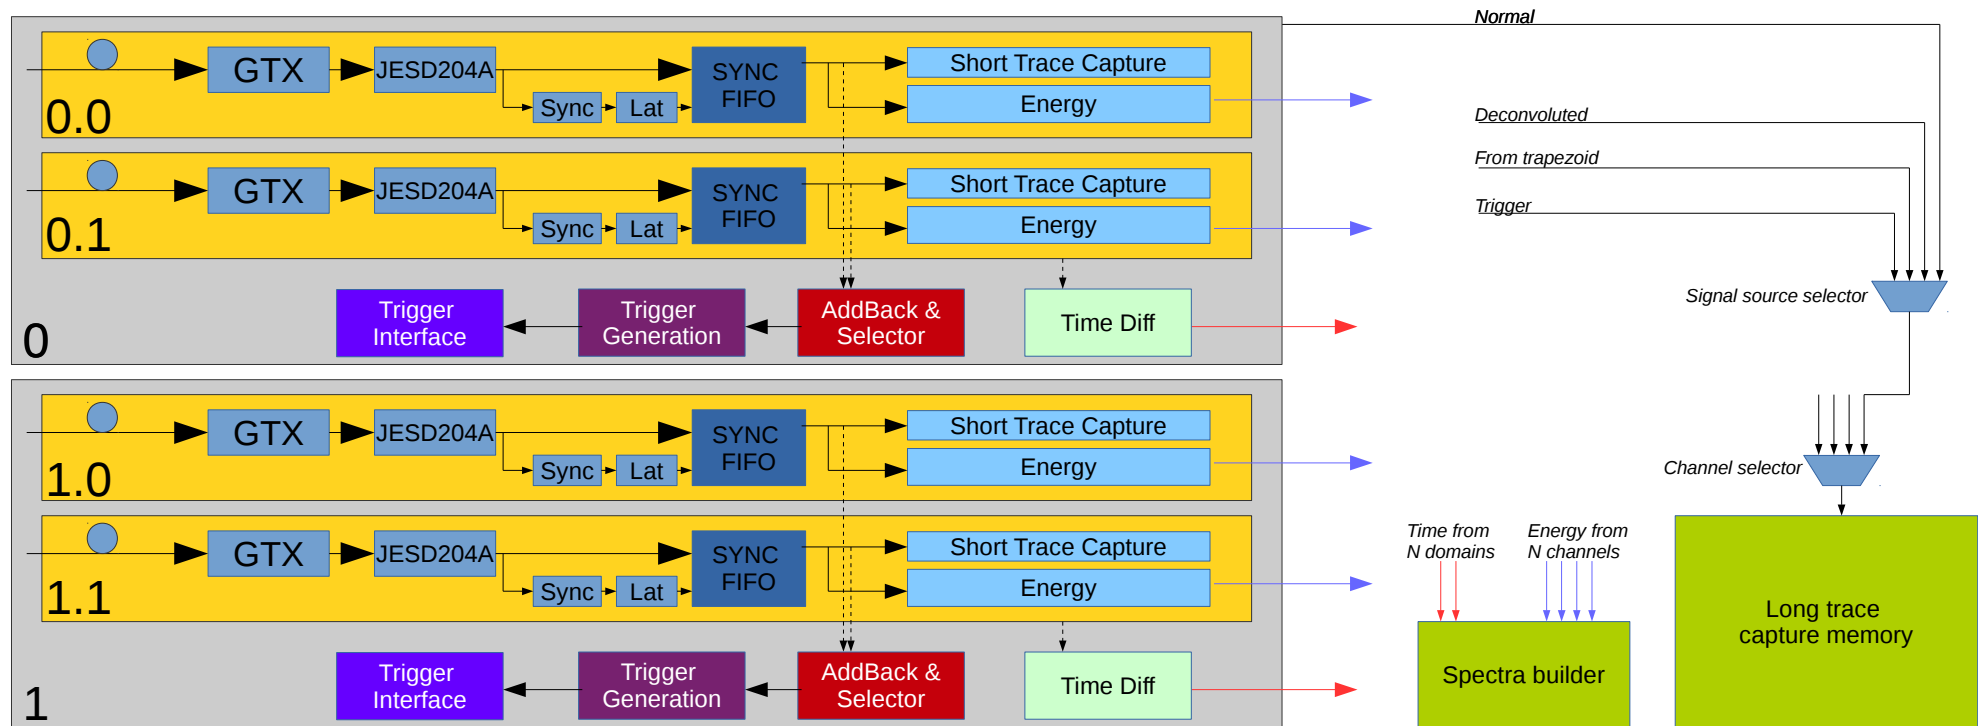 Normal
GTX
JESD204A
SYNC
FIFO
Short Trace Capture
Sync
Lat
Energy
0.0
Deconvoluted
From trapezoid
GTX
JESD204A
SYNC
FIFO
Short Trace Capture
Sync
Lat
Energy
0.1
Trigger
Signal source selector
Trigger
Interface
Trigger
Generation
AddBack &
Selector
Time Diff
0
GTX
JESD204A
SYNC
FIFO
Short Trace Capture
Sync
Lat
Energy
1.0
Channel selector
GTX
JESD204A
SYNC
FIFO
Short Trace Capture
Sync
Lat
Energy
1.1
Time from
N domains
Energy from
N channels
Long trace
capture memory
Trigger
Interface
Trigger
Generation
AddBack &
Selector
Time Diff
Spectra builder
1